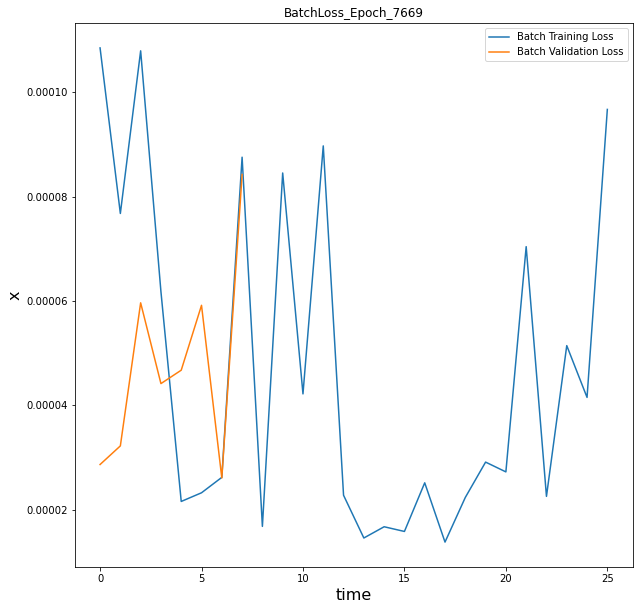 BatchLoss_Epoch_7669
Batch Training Loss
Batch Validation Loss
0.00010
0.00008
0.00006
0.00004
0.00002
x
0 5 10 15 20 25
time